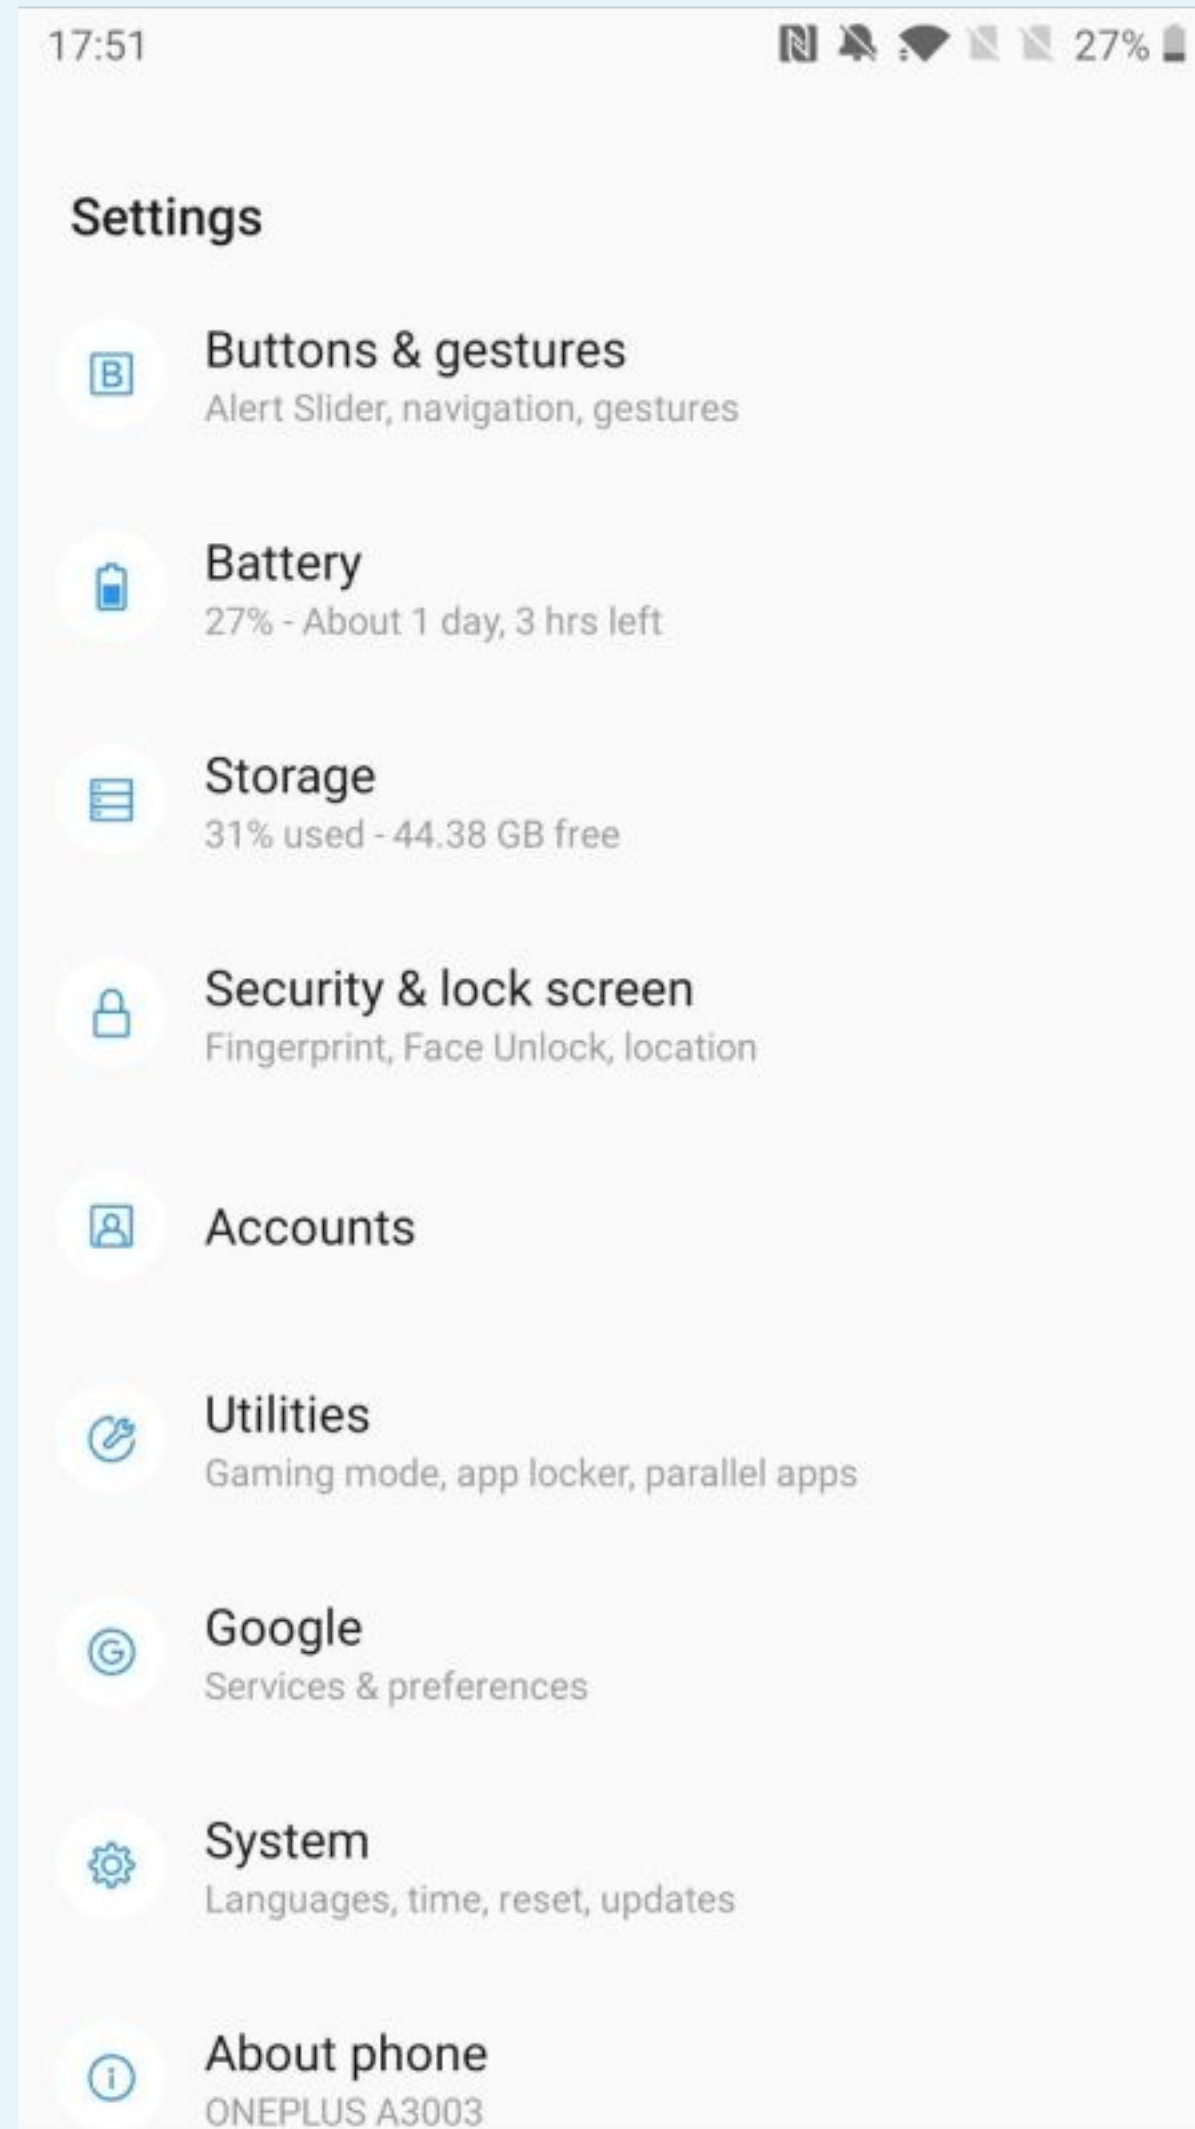 17:51 27%
Settings
Buttons & gestures
Alert Slider, navigation, gestures
Battery
27% - About 1 day, 3 hrs left
Storage
31% used - 44.38 GB free
Security & lock screen
Fingerprint, Face Unlock, location
Accounts
Utilities
Gaming mode, app locker, parallel apps
Google
Services & preferences
System
Languages, time, reset, updates
About phone
ONEPLUS A3003